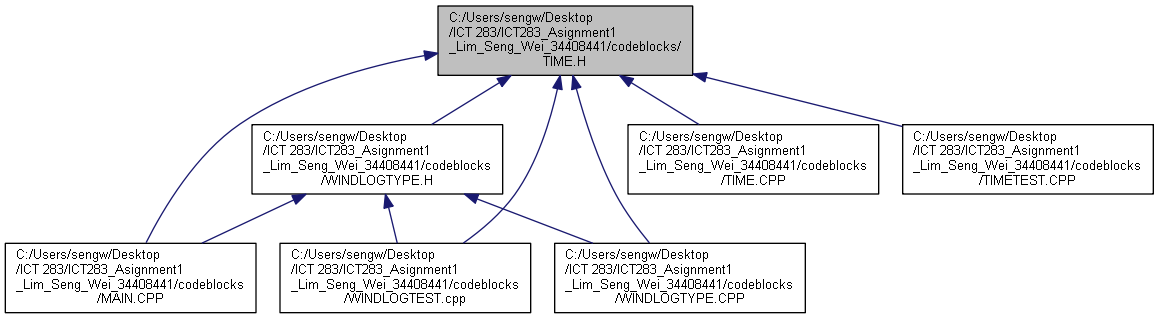 C:/Users/sengw/Desktop
/ICT 283/ICT283_Asignment1
_Lim_Seng_Wei_34408441/codeblocks/
TIME.H
C:/Users/sengw/Desktop
/ICT 283/ICT283_Asignment1
_Lim_Seng_Wei_34408441/codeblocks
/WINDLOGTYPE.H
C:/Users/sengw/Desktop
/ICT 283/ICT283_Asignment1
_Lim_Seng_Wei_34408441/codeblocks
/TIME.CPP
C:/Users/sengw/Desktop
/ICT 283/ICT283_Asignment1
_Lim_Seng_Wei_34408441/codeblocks
/TIMETEST.CPP
C:/Users/sengw/Desktop
/ICT 283/ICT283_Asignment1
_Lim_Seng_Wei_34408441/codeblocks
/MAIN.CPP
C:/Users/sengw/Desktop
/ICT 283/ICT283_Asignment1
_Lim_Seng_Wei_34408441/codeblocks
/WINDLOGTEST.cpp
C:/Users/sengw/Desktop
/ICT 283/ICT283_Asignment1
_Lim_Seng_Wei_34408441/codeblocks
/WINDLOGTYPE.CPP